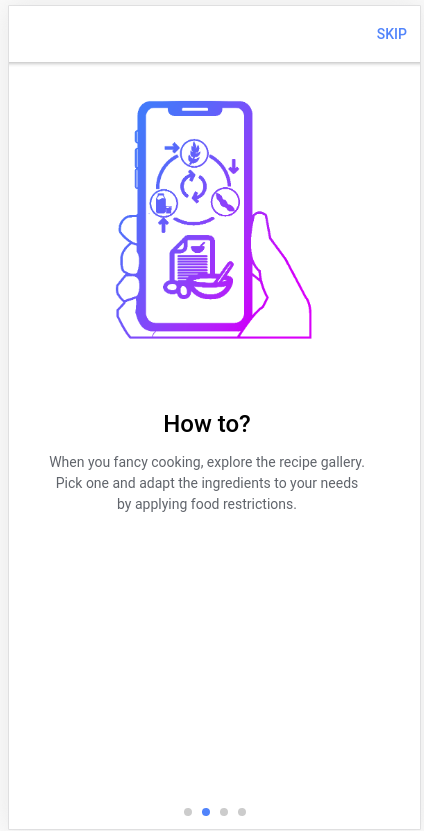 SKIP
How to?
When you fancy cooking, explore the recipe gallery.
Pick one and adapt the ingredients to your needs
by applying food restrictions.